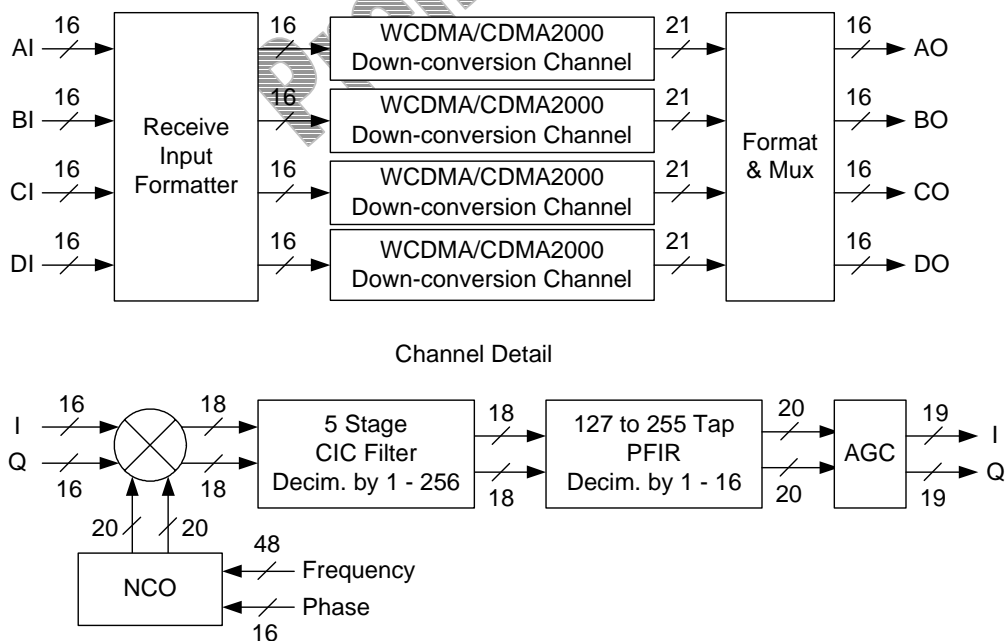 16 16 21 16
AI WCDMA/CDMA2000 AO
Down-conversion Channel
16 16 21 16
BI WCDMA/CDMA2000 BO
Down-conversion Channel
Receive
Input
Formatter
Format
& Mux
16 16 21 16
CI WCDMA/CDMA2000 CO
Down-conversion Channel
16 16 21 16
DI WCDMA/CDMA2000 DO
Down-conversion Channel
Channel Detail
I 16 18 18 20 19 I
Q 16 18 18 20 19 Q
5 Stage
CIC Filter
Decim. by 1 - 256
127 to 255 Tap
PFIR
Decim. by 1 - 16
AGC
20 20
NCO
48 Frequency
16 Phase